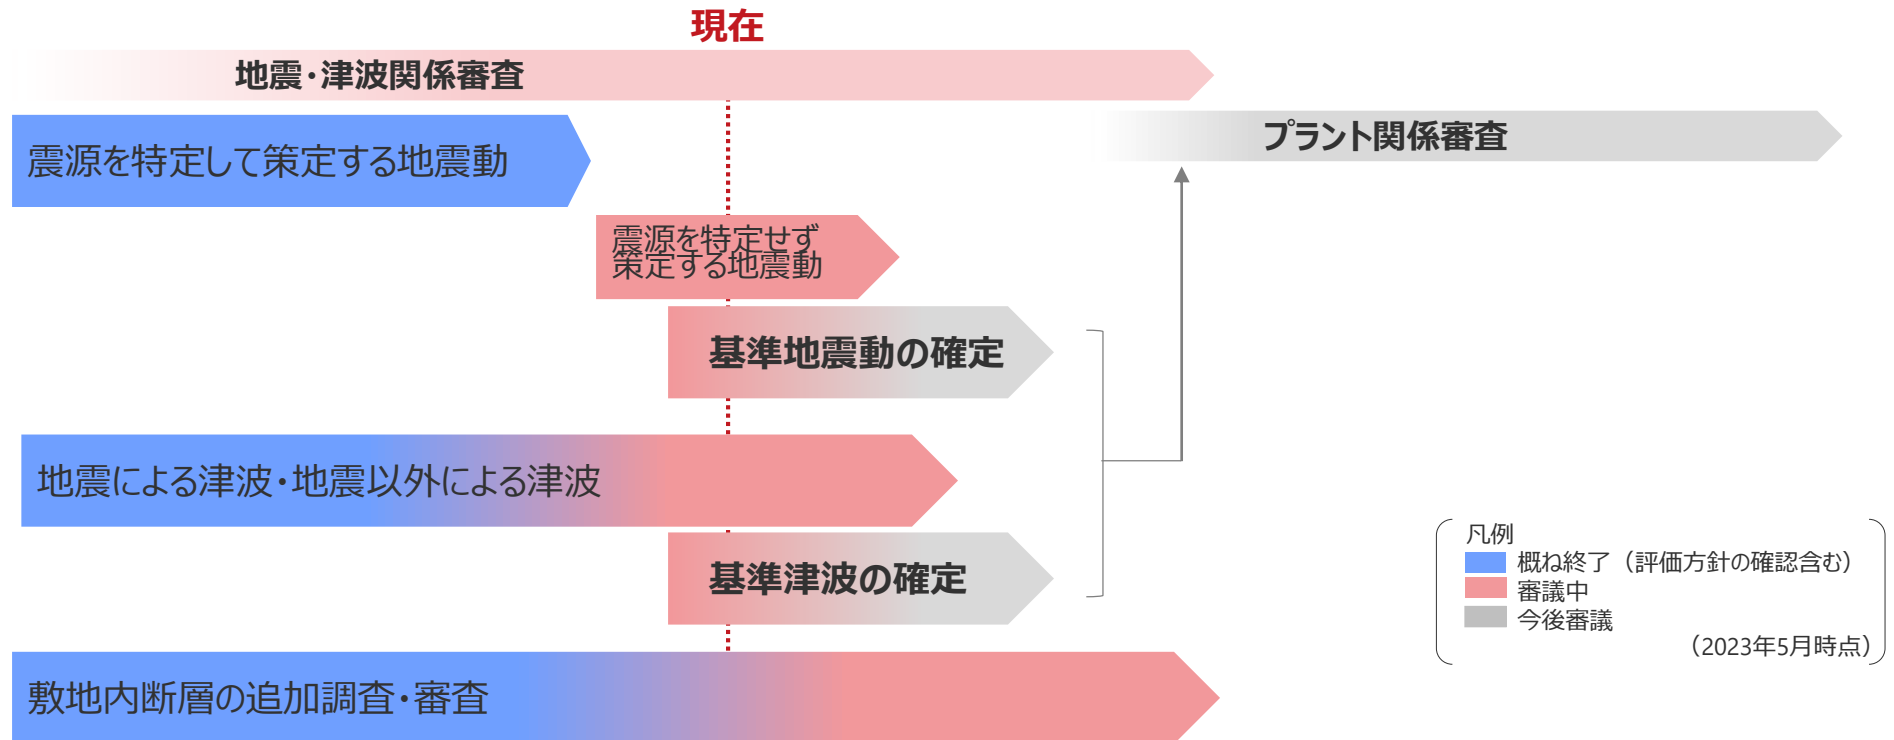 現在
地震・津波関係審査
プラント関係審査
震源を特定して策定する地震動
震源を特定せず
策定する地震動
基準地震動の確定
地震による津波・地震以外による津波
基準津波の確定
敷地内断層の追加調査・審査
凡例
概ね終了（評価方針の確認含む）
審議中
今後審議
（2023年5月時点）